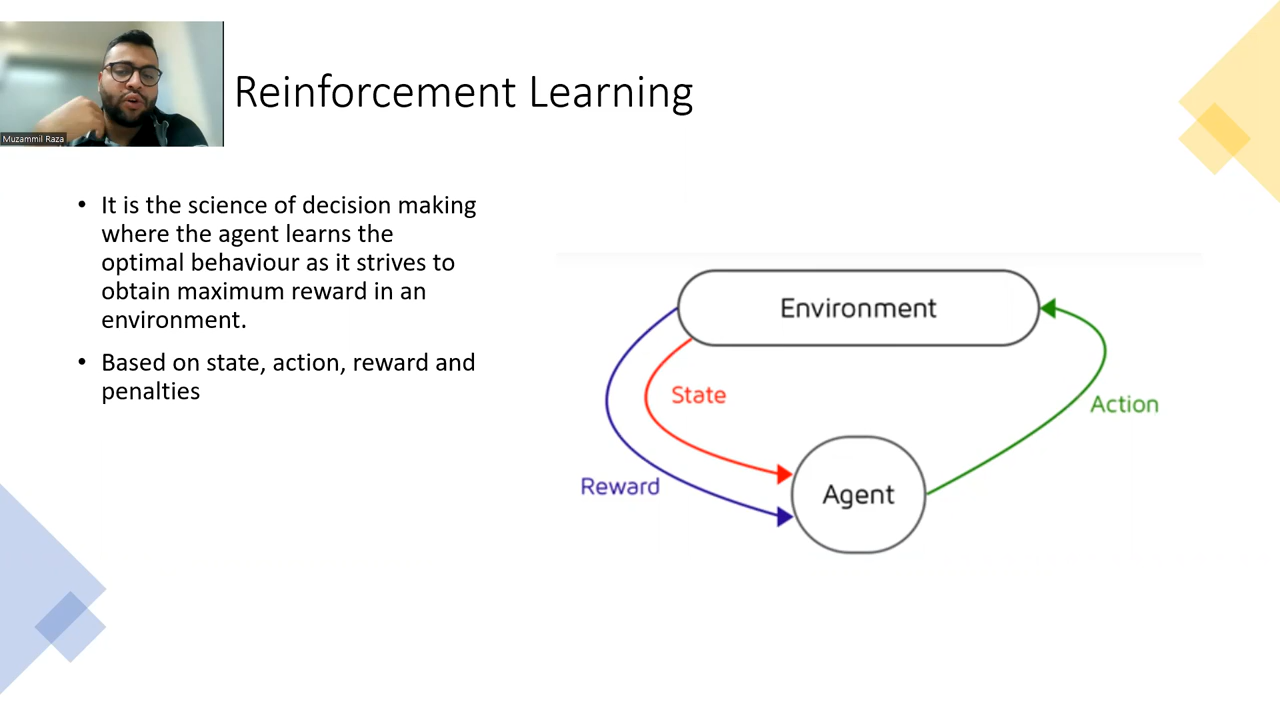 Muzammil Raza
Reinforcement Learning
• It is the science of decision making
where the agent learns the
optimal behaviour as it strives to
obtain maximum reward in an
environment.
• Based on state, action, reward and
penalties
Environment
State
Action
Reward
Agent